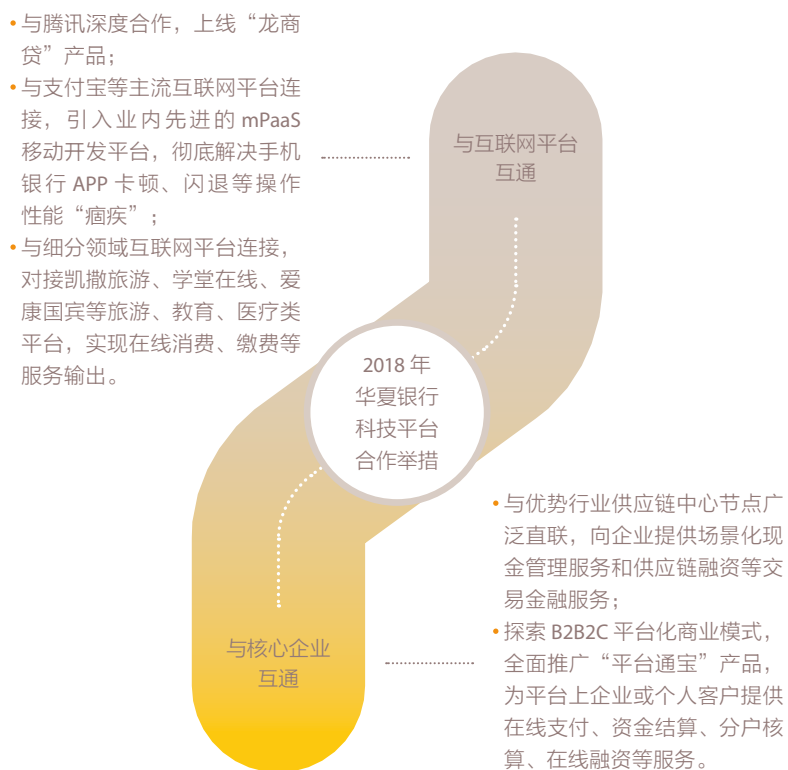 •与腾讯深度合作，上线“龙商
贷”产品；
•与支付宝等主流互联网平台连
接，引入业内先进的 mPaaS
移动开发平台，彻底解决手机
银行 APP 卡顿、闪退等操作
性能“痼疾”；
•与细分领域互联网平台连接，
对接凯撒旅游、学堂在线、爱
康国宾等旅游、教育、医疗类
平台，实现在线消费、缴费等
服务输出。
与互联网平台
互通
2018 年
华夏银行
科技平台
合作举措
与核心企业
互通
•与优势行业供应链中心节点广
泛直联，向企业提供场景化现
金管理服务和供应链融资等交
易金融服务；
•探索 B2B2C 平台化商业模式，
全面推广“平台通宝”产品，
为平台上企业或个人客户提供
在线支付、资金结算、分户核
算、在线融资等服务。